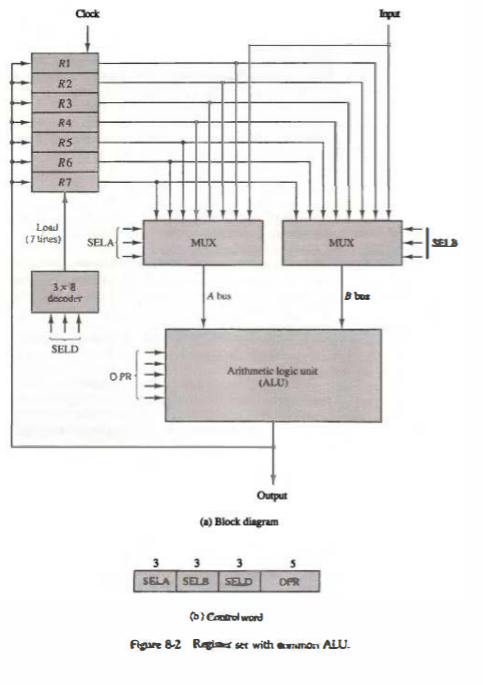 Clock
Input
R1
R2
R3
R4
R5
R6
R7
Load
(7 lines)
SELA
MUX
MUX
SELB
3 × 8
decoder
A bus
B bus
SELD
OPR
Arithmetic logic unit
(ALU)
Output
(a) Block diagram
3 3 3 5
SELA SELB SELD OPR
(b) Control word
Figure 8-2 Register set with common ALU.